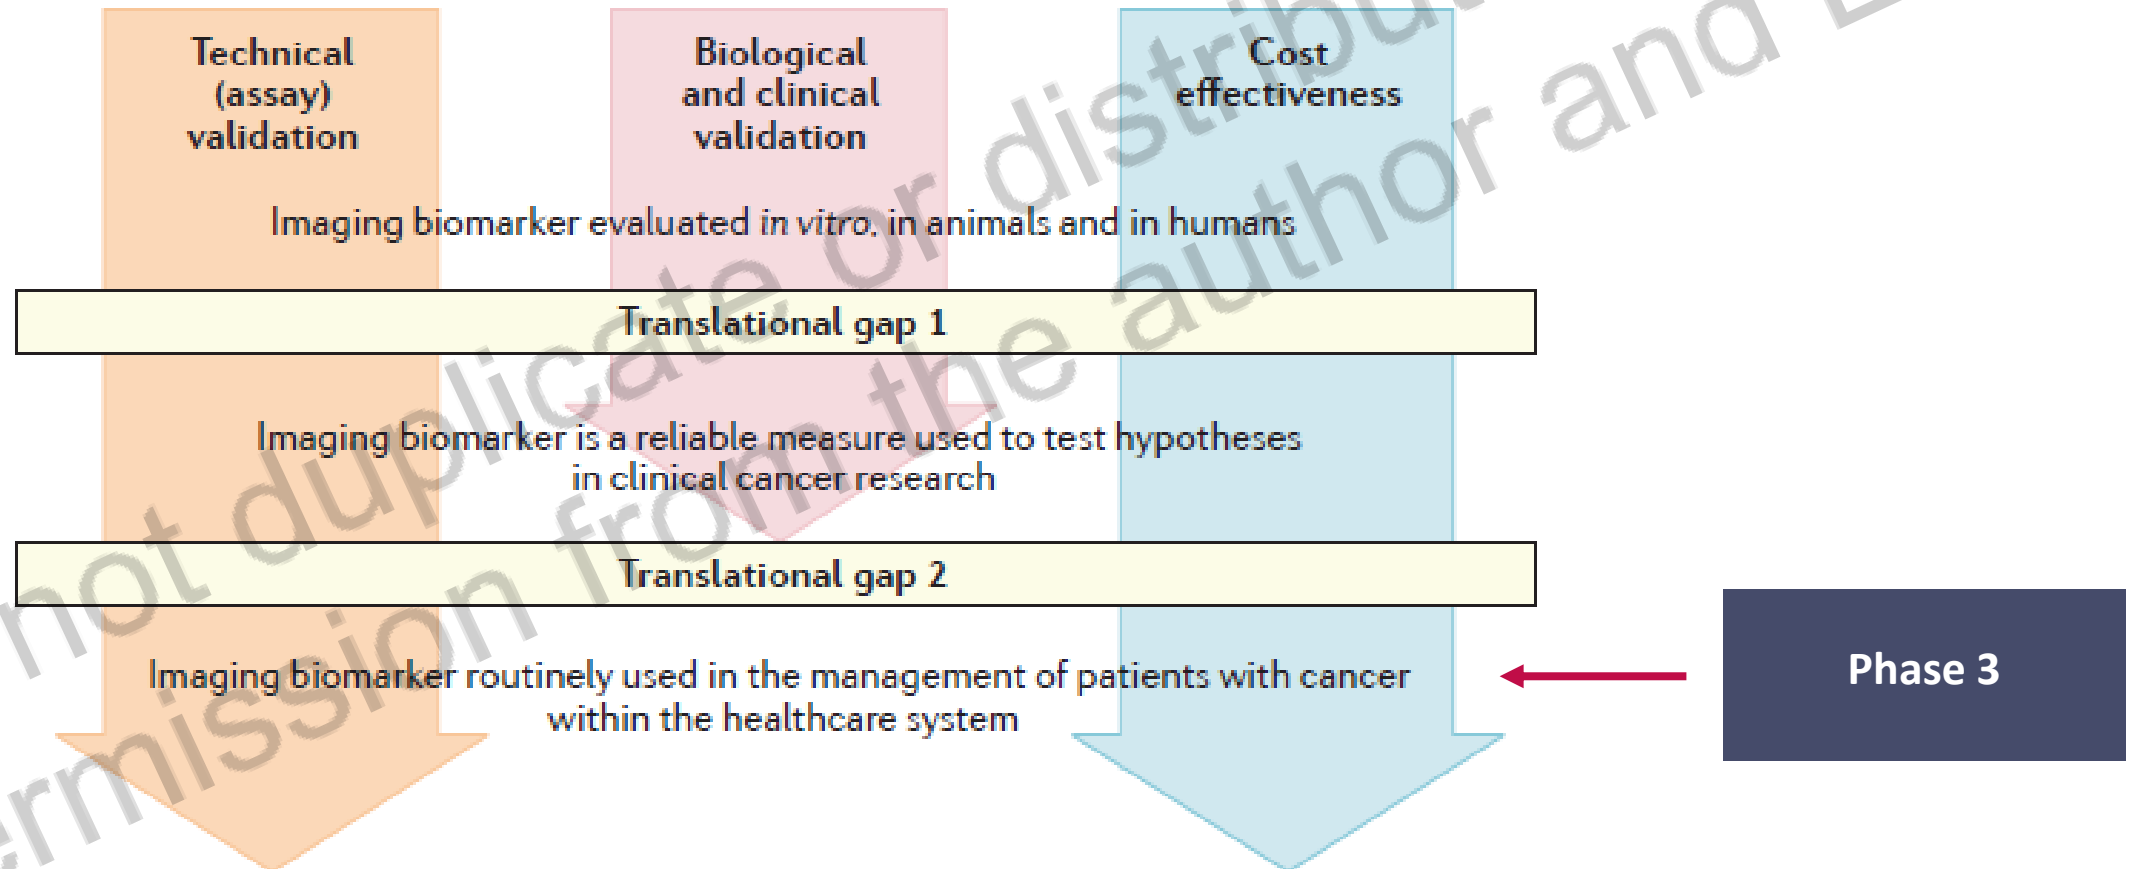 Technical
(assay)
validation
Biological
and clinical
validation
Cost
effectiveness
Imaging biomarker evaluated in vitro, in animals and in humans
Translational gap 1
Imaging biomarker is a reliable measure used to test hypotheses
in clinical cancer research
Translational gap 2
Imaging biomarker routinely used in the management of patients with cancer
within the healthcare system
Phase 3
not duplicate or distribut
ermission from the author and